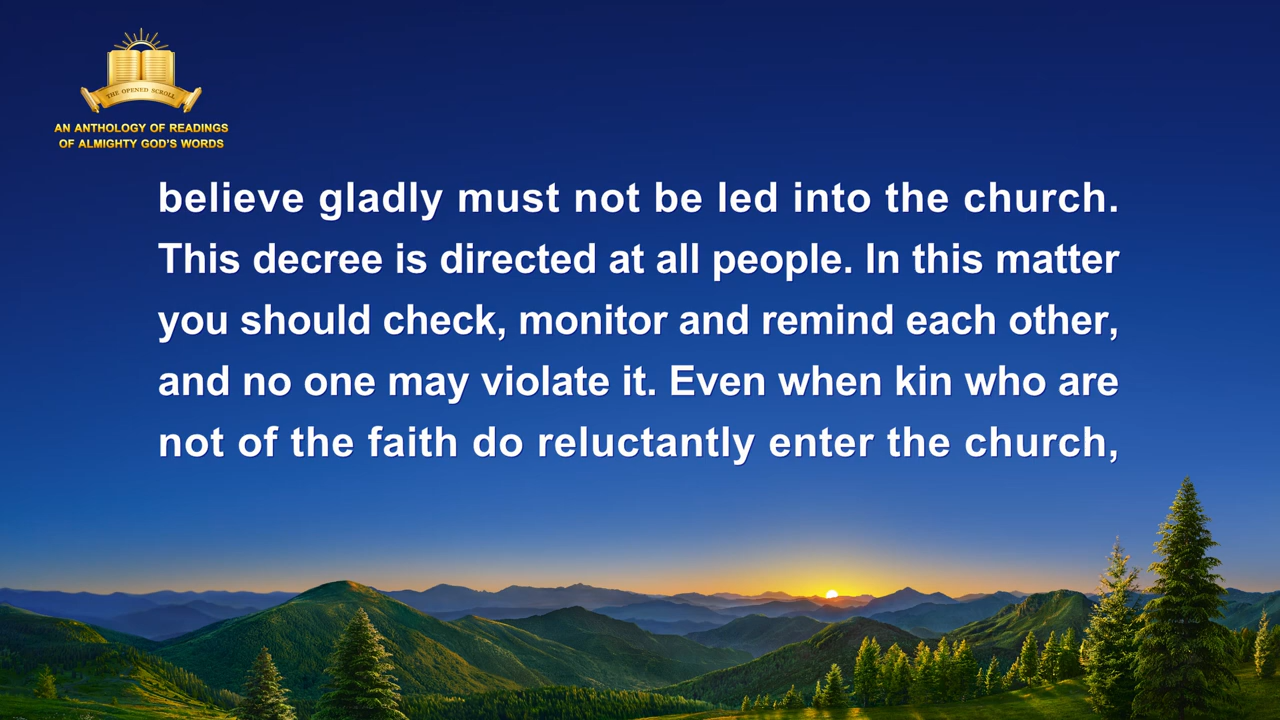 THE OPENED SCROLL
AN ANTHOLOGY OF READINGS
OF ALMIGHTY GOD'S WORDS
believe gladly must not be led into the church.
This decree is directed at all people. In this matter
you should check, monitor and remind each other,
and no one may violate it. Even when kin who are
not of the faith do reluctantly enter the church,